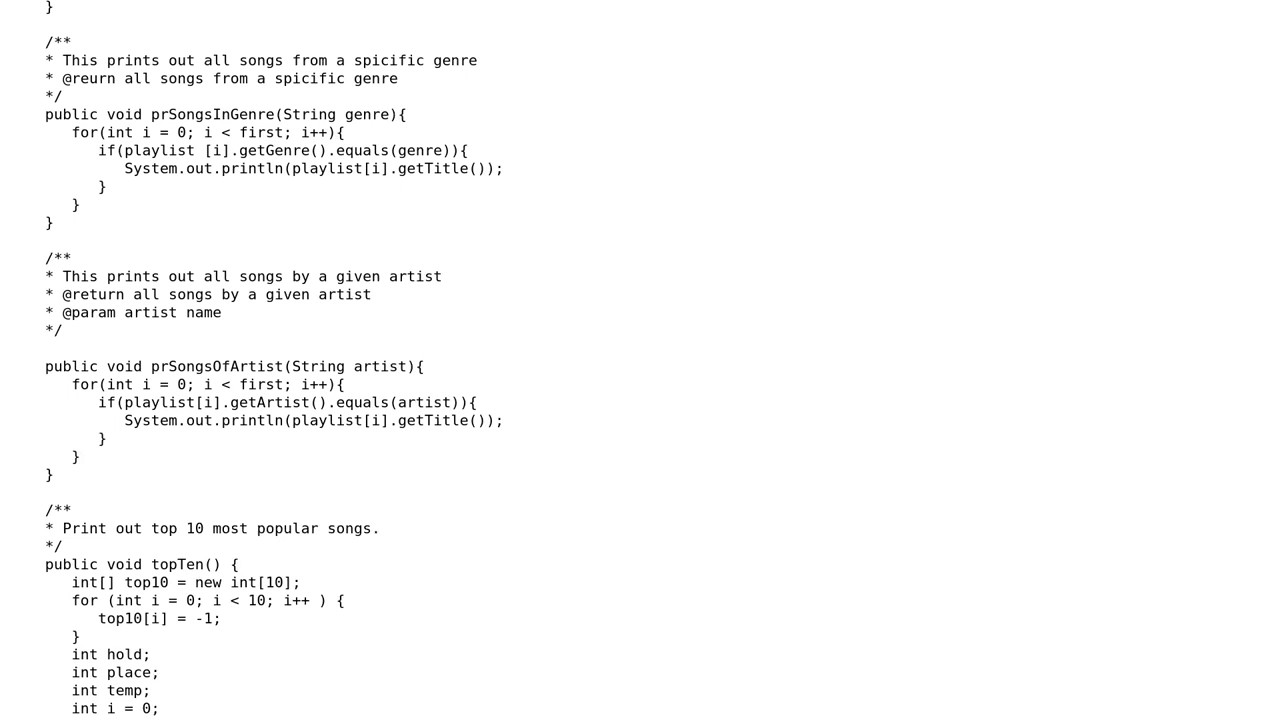 }

/**
* This prints out all songs from a spicific genre
* @reurn all songs from a spicific genre
*/
public void prSongsInGenre(String genre){
   for(int i = 0; i < first; i++){
      if(playlist [i].getGenre().equals(genre)){
         System.out.println(playlist[i].getTitle());
      }
   }
}

/**
* This prints out all songs by a given artist
* @return all songs by a given artist
* @param artist name
*/

public void prSongsOfArtist(String artist){
   for(int i = 0; i < first; i++){
      if(playlist[i].getArtist().equals(artist)){
         System.out.println(playlist[i].getTitle());
      }
   }
}

/**
* Print out top 10 most popular songs.
*/
public void topTen() {
   int[] top10 = new int[10];
   for (int i = 0; i < 10; i++ ) {
      top10[i] = -1;
   }
   int hold;
   int place;
   int temp;
   int i = 0;